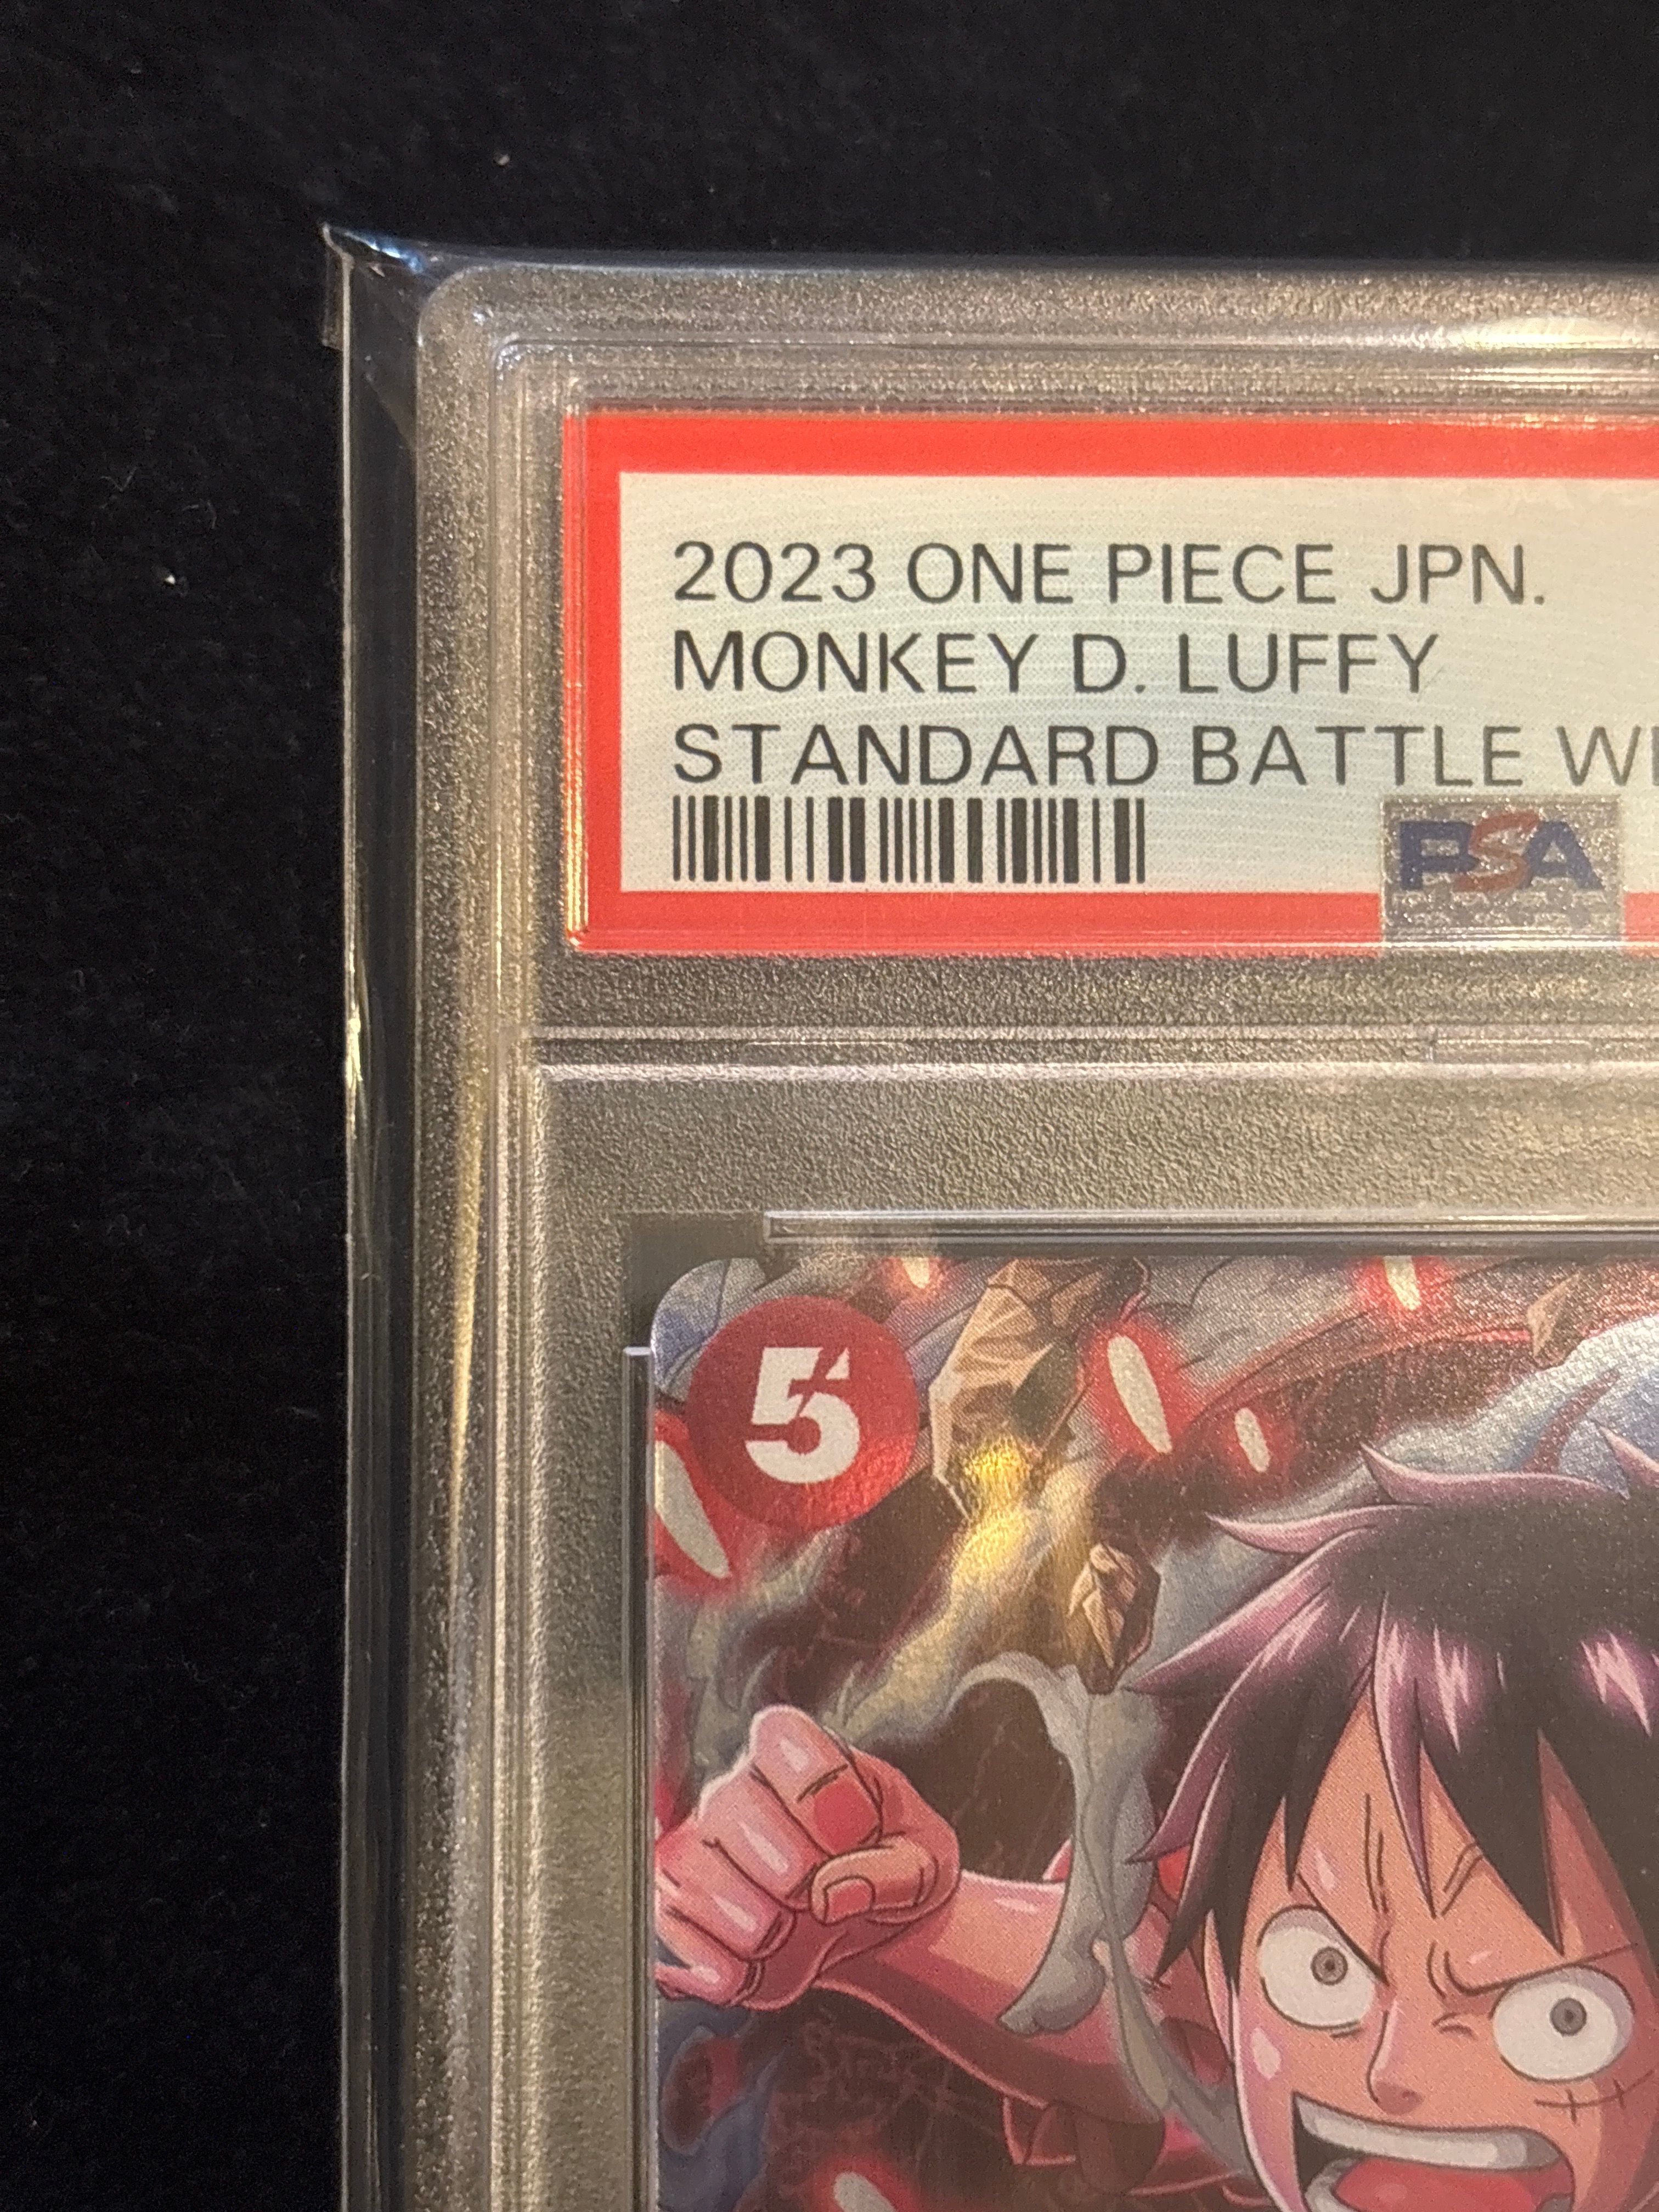 2023 ONE PIECE JPN.
MONKEY D. LUFFY
STANDARD BATTLE
PSA
5